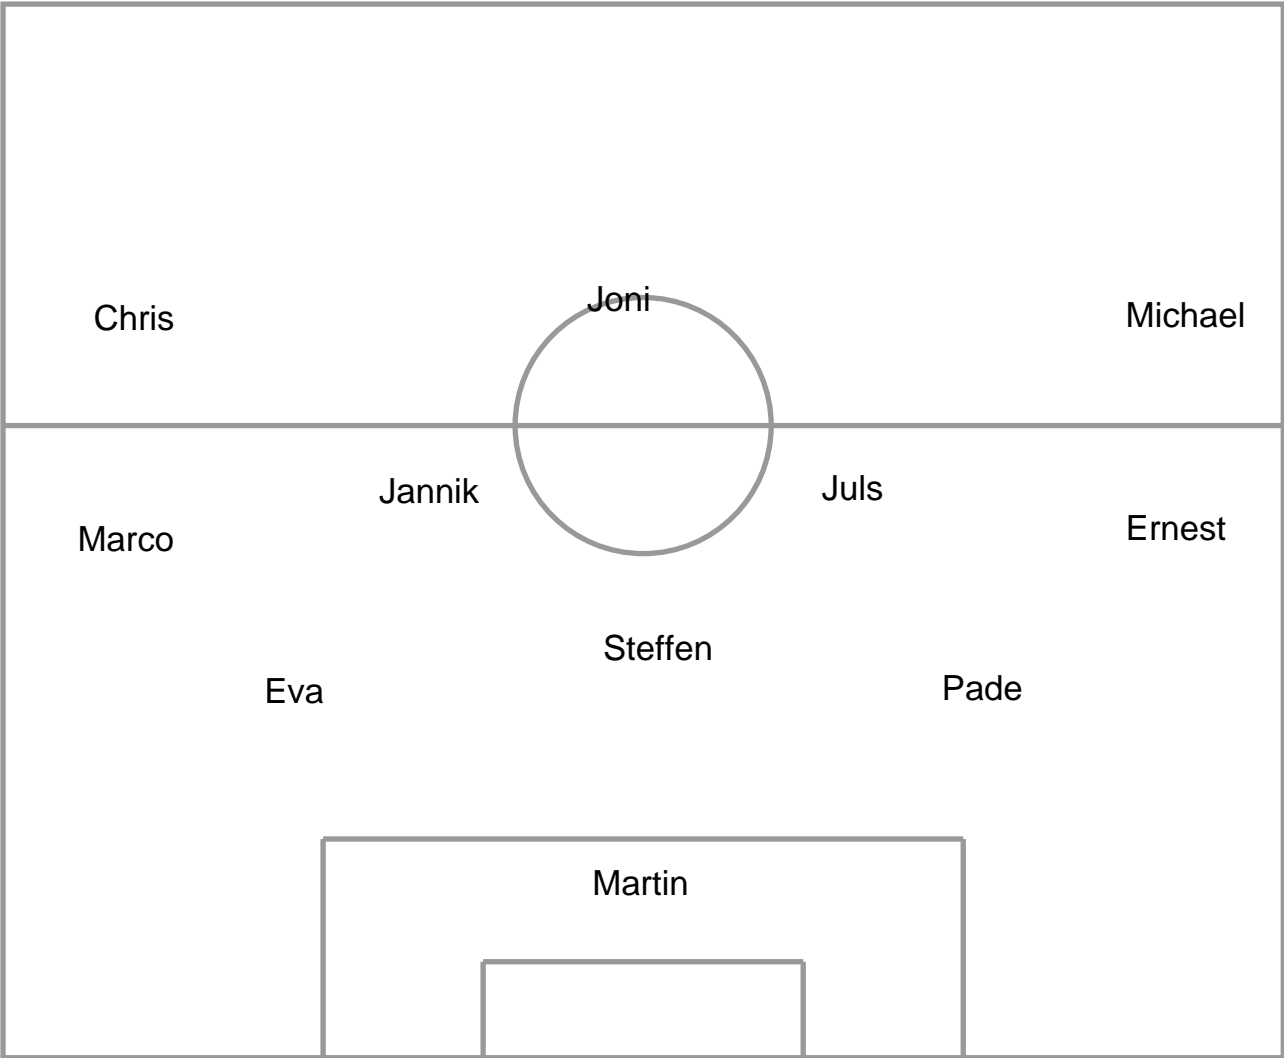 Chris
Joni
Michael
Jannik
Juls
Marco
Ernest
Steffen
Eva
Pade
Martin